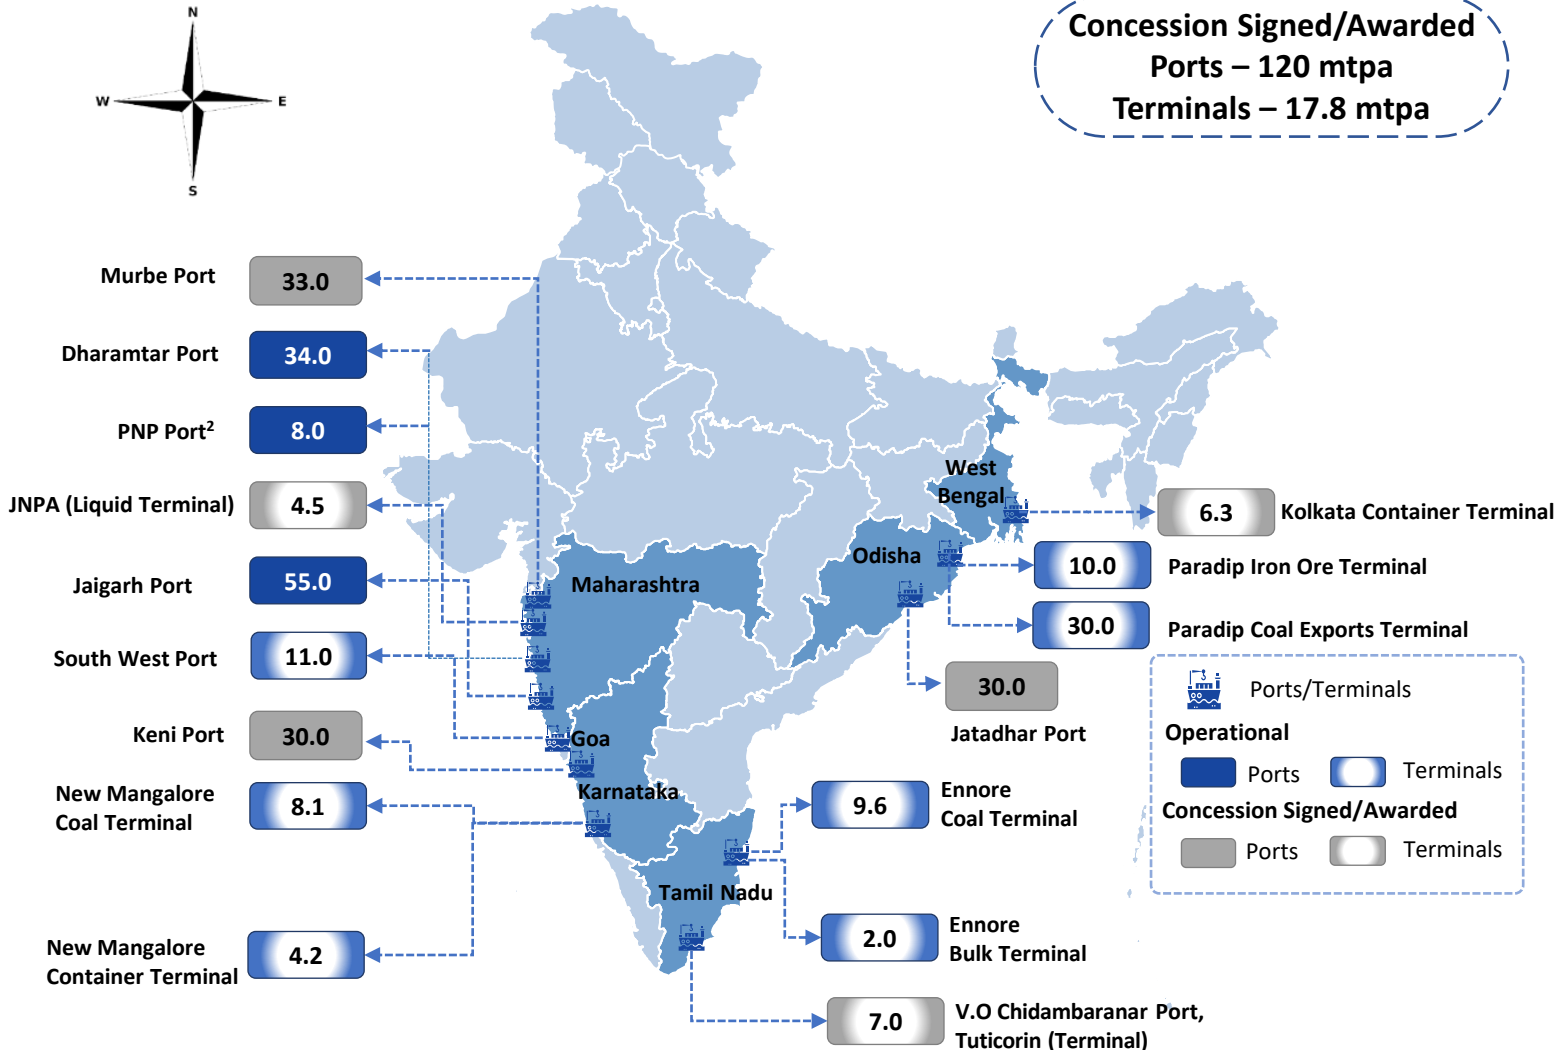 N
W
E
S
Concession Signed/Awarded
Ports – 120 mtpa
Terminals – 17.8 mtpa
Murbe Port
33.0
Dharamtar Port
34.0
PNP Port²
8.0
JNPA (Liquid Terminal)
4.5
Jaigarh Port
55.0
South West Port
11.0
Keni Port
30.0
New Mangalore
Coal Terminal
8.1
New Mangalore
Container Terminal
4.2
West
Bengal
Odisha
Maharashtra
Goa
Karnataka
Tamil Nadu
6.3
Kolkata Container Terminal
10.0
Paradip Iron Ore Terminal
30.0
Paradip Coal Exports Terminal
30.0
Jatadhar Port
9.6
Ennore
Coal Terminal
2.0
Ennore
Bulk Terminal
7.0
V.O Chidambaranar Port,
Tuticorin (Terminal)
Ports/Terminals
Operational
Ports
Terminals
Concession Signed/Awarded
Ports
Terminals